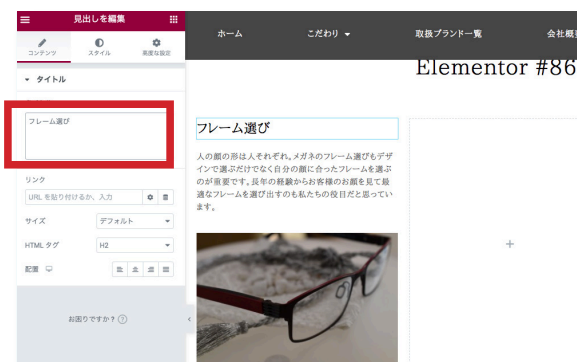 見出しを編集
コンテンツ
スタイル
高度な設定
タイトル
フレーム選び
リンク
URL を貼り付けるか、入力
サイズ
デフォルト
HTML タグ
H2
配置
お困りですか？
ホーム
こだわり
取扱ブランド一覧
会社概
Elementor #86
フレーム選び
人の顔の形は人それぞれ。メガネのフレーム選びもデザ
インで選ぶだけでなく自分の顔に合ったフレームを選ぶ
のが重要です。長年の経験からお客様のお顔を見て最
適なフレームを選び出すのも私たちの役目だと思ってい
ます。